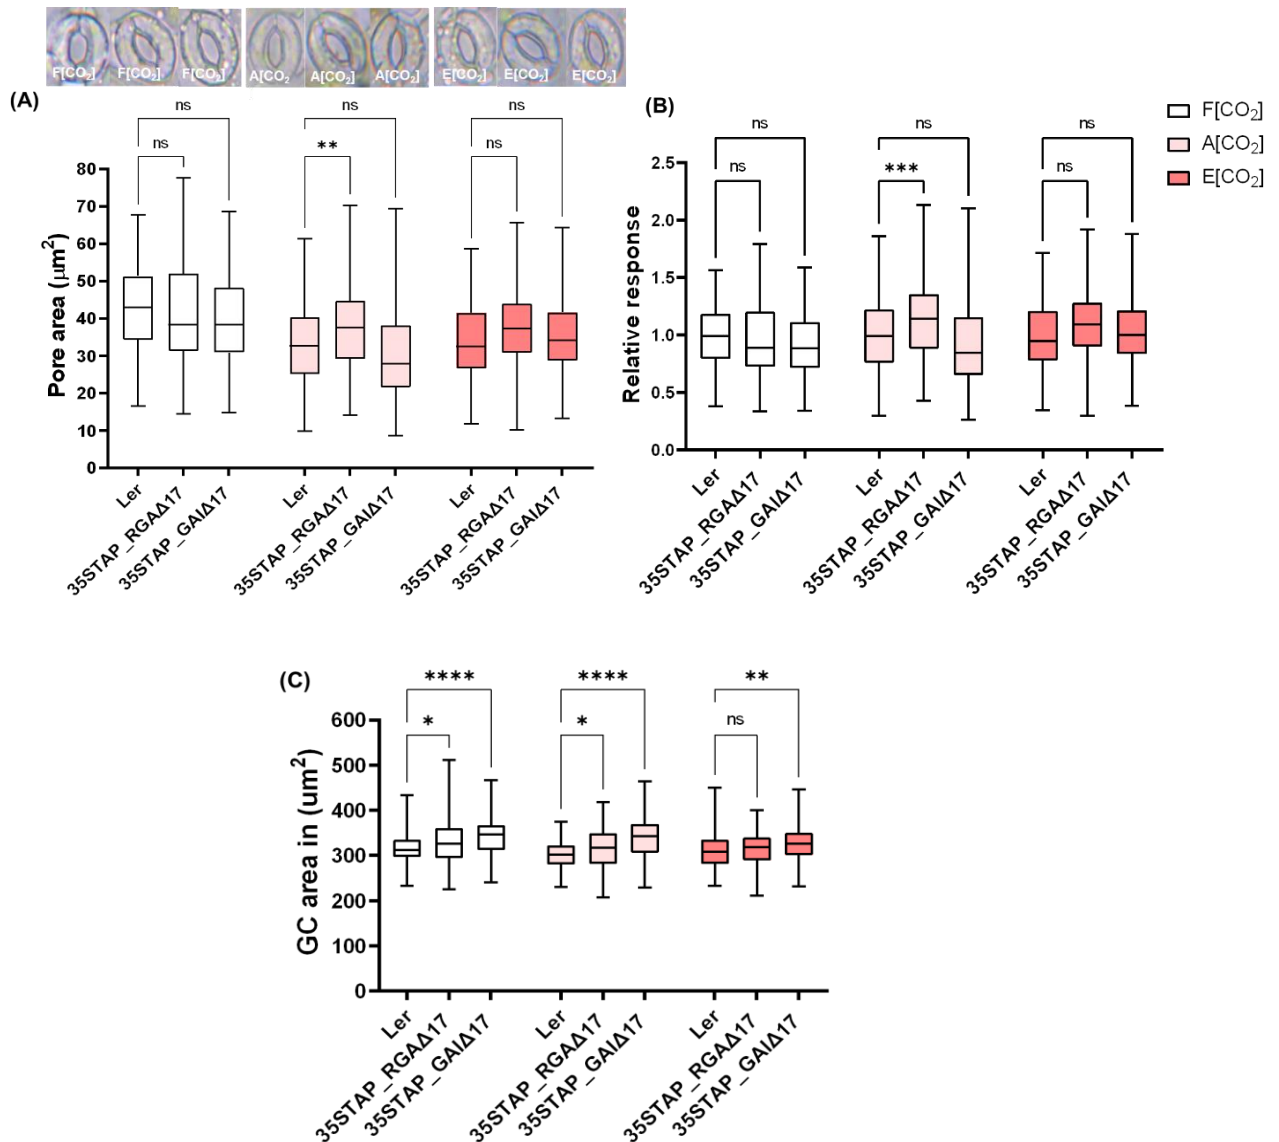 F[CO₂] F[CO₂] F[CO₂] A[CO₂ A[CO₂] A[CO₂] E[CO₂] E[CO₂] E[CO₂]
(A)
ns ns ns
ns ** ns
Pore area (µm²)
80
70
60
50
40
30
20
10
0
Ler 35STAP_RGAΔ17 35STAP_GAIΔ17 Ler 35STAP_RGAΔ17 35STAP_GAIΔ17 Ler 35STAP_RGAΔ17 35STAP_GAIΔ17
(B)
ns ns ns
ns *** ns
Relative response
2.5
2.0
1.5
1.0
0.5
0.0
Ler 35STAP_RGAΔ17 35STAP_GAIΔ17 Ler 35STAP_RGAΔ17 35STAP_GAIΔ17 Ler 35STAP_RGAΔ17 35STAP_GAIΔ17
F[CO₂]
A[CO₂]
E[CO₂]
(C)
**** **** **
* * ns
GC area in (um²)
600
500
400
300
200
100
0
Ler 35STAP_RGAΔ17 35STAP_GAIΔ17 Ler 35STAP_RGAΔ17 35STAP_GAIΔ17 Ler 35STAP_RGAΔ17 35STAP_GAIΔ17